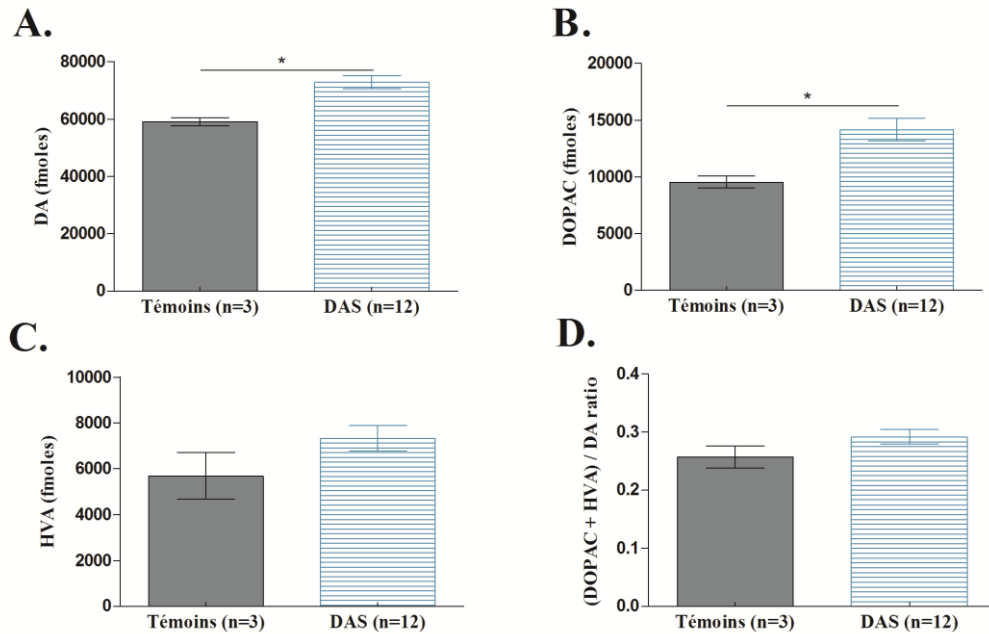 A.
80000
60000
40000
20000
0
DA (fmoles)
*
Témoins (n=3)
DAS (n=12)
B.
20000
15000
10000
5000
0
DOPAC (fmoles)
*
Témoins (n=3)
DAS (n=12)
C.
10000
8000
6000
4000
2000
0
HVA (fmoles)
Témoins (n=3)
DAS (n=12)
D.
0.4
0.3
0.2
0.1
0.0
(DOPAC + HVA) / DA ratio
Témoins (n=3)
DAS (n=12)